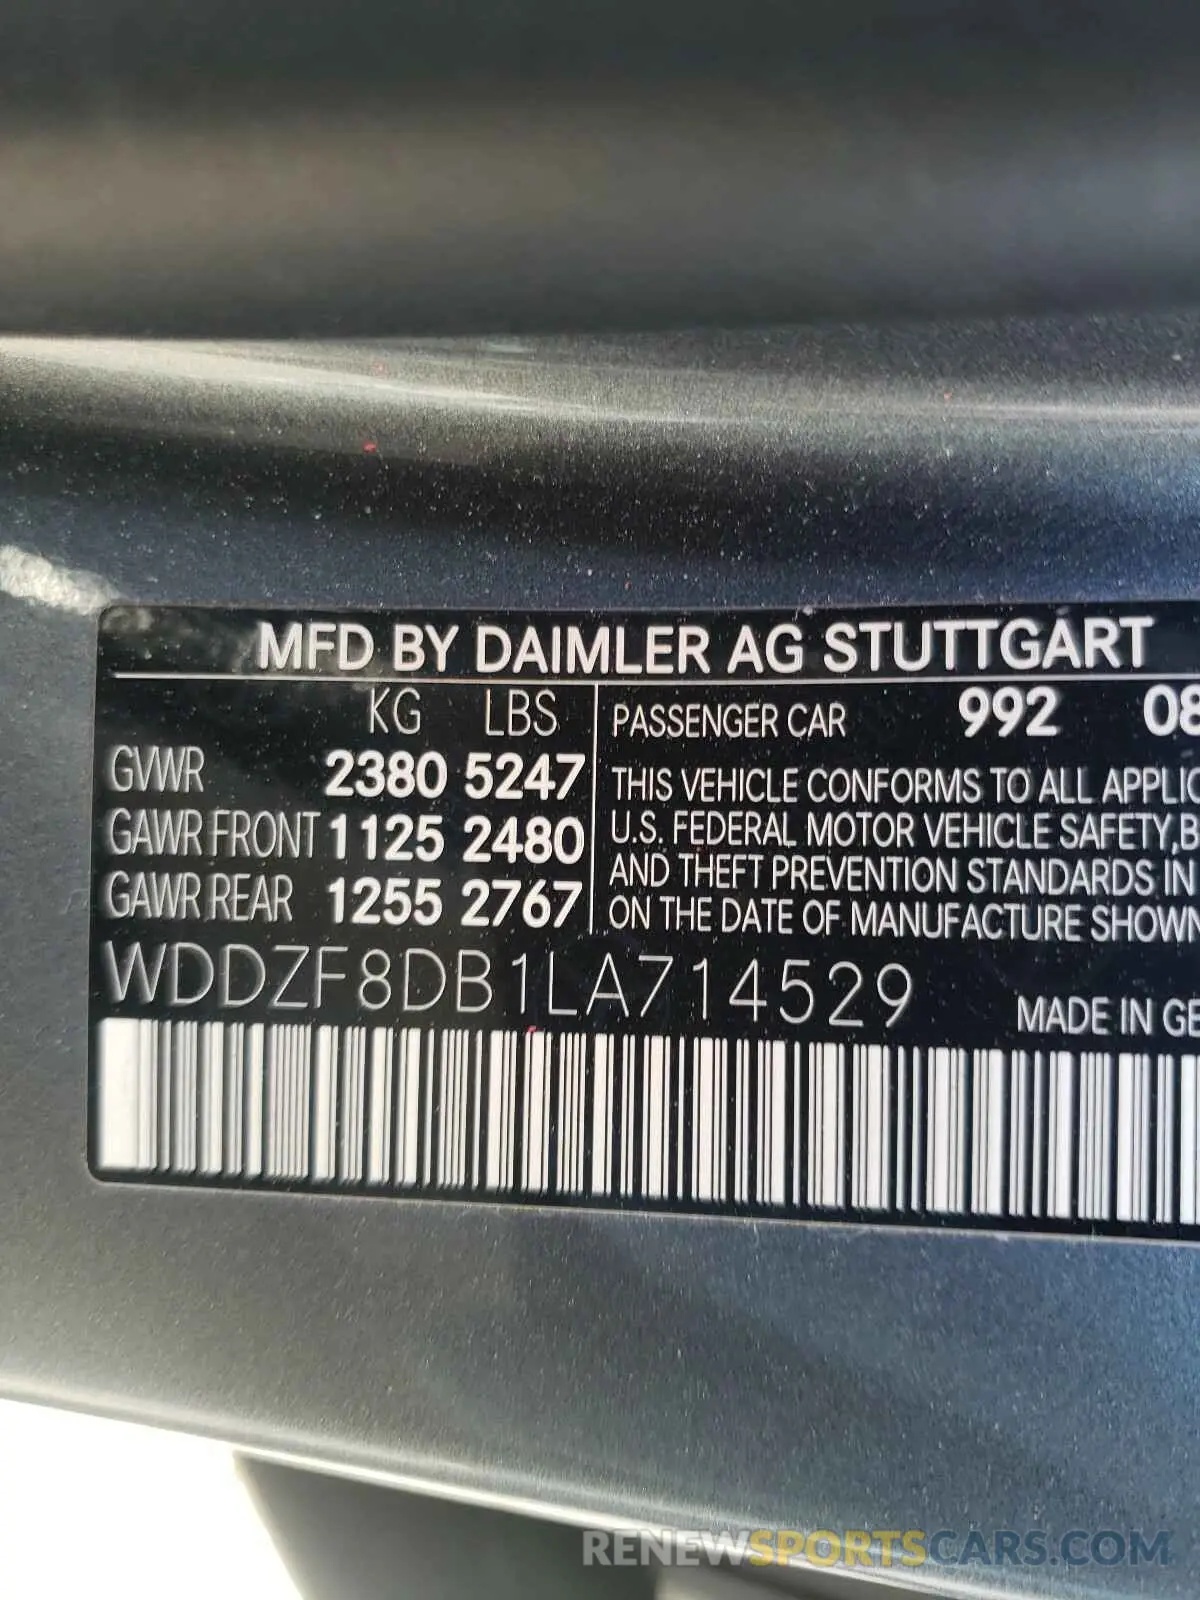 MFD BY DAIMLER AG STUTTGART
KG LBS
GVWR 2380 5247
GAWR FRONT 1125 2480
GAWR REAR 1255 2767
PASSENGER CAR 992 08
THIS VEHICLE CONFORMS TO ALL APPLIC
U.S. FEDERAL MOTOR VEHICLE SAFETY, B
AND THEFT PREVENTION STANDARDS IN
ON THE DATE OF MANUFACTURE SHOWN
WDDZF8DB1LA714529
MADE IN GE
RENEWSPORTSCARS.COM